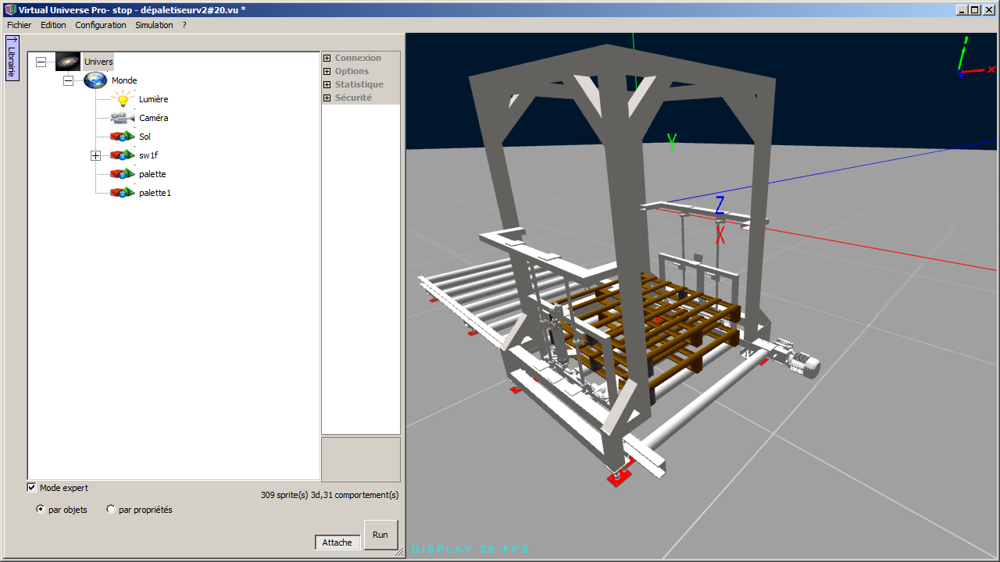 Virtual Universe Pro- stop - dépaletiseurv2#20.vu *
Fichier Edition Configuration Simulation ?
Librairie
Univers
Monde
Lumière
Caméra
Sol
sw1f
palette
palette1
Connexion
Options
Statistique
Sécurité
Mode expert
309 sprite(s) 3d,31 comportement(s)
par objets par propriétés
Attache
Run
Y
X
Y
Z
X
DISPLAY 36 FPS